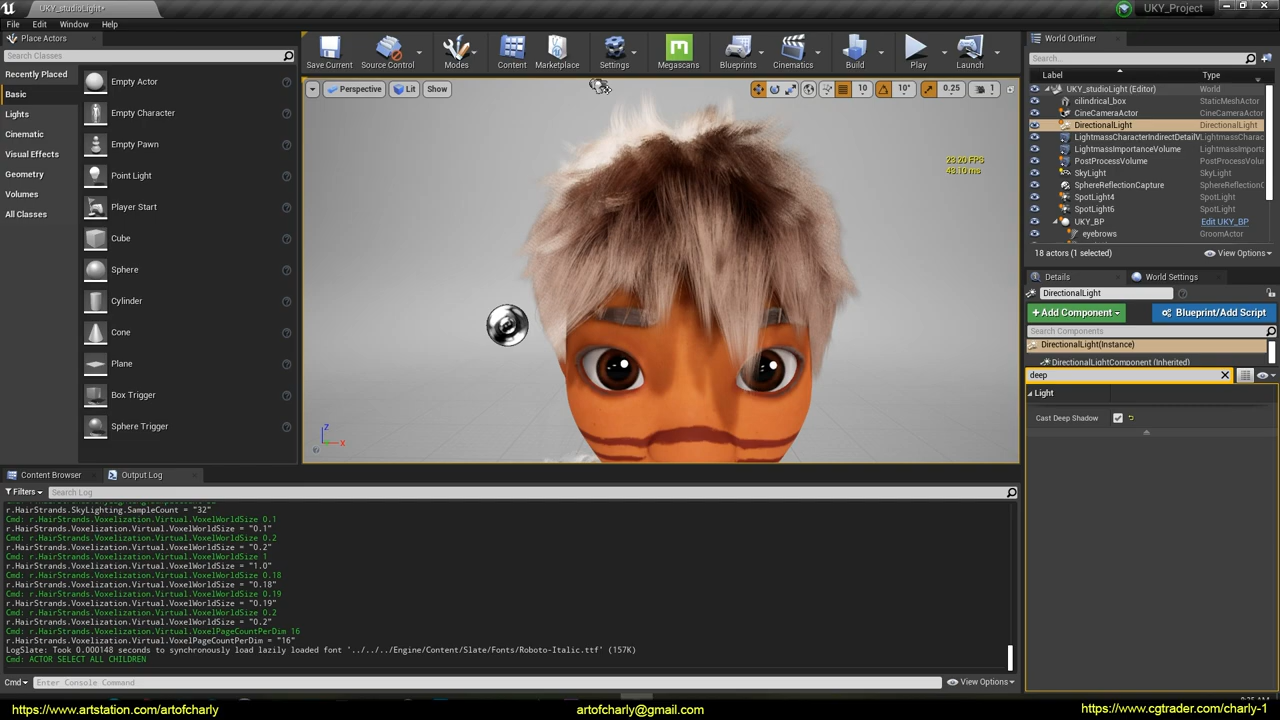 UKY_studioLight*
UKY_Project
File Edit Window Help
Place Actors
Search Classes
Recently Placed
Basic
Lights
Cinematic
Visual Effects
Geometry
Volumes
All Classes
Empty Actor
Empty Character
Empty Pawn
Point Light
Player Start
Cube
Sphere
Cylinder
Cone
Plane
Box Trigger
Sphere Trigger
Save Current
Source Control
Modes
Content
Marketplace
Settings
Megascans
Blueprints
Cinematics
Build
Play
Launch
Perspective Lit Show
10 10° 0.25 1
23.20 FPS
43.10 ms
Z
X
World Outliner
Search...
Label Type
UKY_studioLight (Editor) World
cilindrical_box StaticMeshActor
CineCameraActor CineCameraActor
DirectionalLight DirectionalLight
LightmassCharacterIndirectDetailV LightmassCharac
LightmassImportanceVolume LightmassImporta
PostProcessVolume PostProcessVolu
SkyLight SkyLight
SphereReflectionCapture SphereReflectionC
SpotLight4 SpotLight
SpotLight6 SpotLight
UKY_BP Edit UKY_BP
eyebrows GroomActor
18 actors (1 selected) View Options
Details World Settings
DirectionalLight
+Add Component Blueprint/Add Script
Search Components
DirectionalLight(Instance)
DirectionalLightComponent (Inherited)
deep
Light
Cast Deep Shadow
Content Browser Output Log
Filters Search Log
r.HairStrands.SkyLighting.SampleCount = "32"
Cmd: r.HairStrands.Voxelization.Virtual.VoxelWorldSize 0.1
r.HairStrands.Voxelization.Virtual.VoxelWorldSize = "0.1"
Cmd: r.HairStrands.Voxelization.Virtual.VoxelWorldSize 0.2
r.HairStrands.Voxelization.Virtual.VoxelWorldSize = "0.2"
Cmd: r.HairStrands.Voxelization.Virtual.VoxelWorldSize 1
r.HairStrands.Voxelization.Virtual.VoxelWorldSize = "1.0"
Cmd: r.HairStrands.Voxelization.Virtual.VoxelWorldSize 0.18
r.HairStrands.Voxelization.Virtual.VoxelWorldSize = "0.18"
Cmd: r.HairStrands.Voxelization.Virtual.VoxelWorldSize 0.19
r.HairStrands.Voxelization.Virtual.VoxelWorldSize = "0.19"
Cmd: r.HairStrands.Voxelization.Virtual.VoxelWorldSize 0.2
r.HairStrands.Voxelization.Virtual.VoxelWorldSize = "0.2"
Cmd: r.HairStrands.Voxelization.Virtual.VoxelPageCountPerDim 16
r.HairStrands.Voxelization.Virtual.VoxelPageCountPerDim = "16"
LogSlate: Took 0.000148 seconds to synchronously load lazily loaded font '../../../Engine/Content/Slate/Fonts/Roboto-Italic.ttf' (157K)
Cmd: ACTOR SELECT ALL CHILDREN
Cmd Enter Console Command View Options
https://www.artstation.com/artofcharly
artofcharly@gmail.com
https://www.cgtrader.com/charly-1